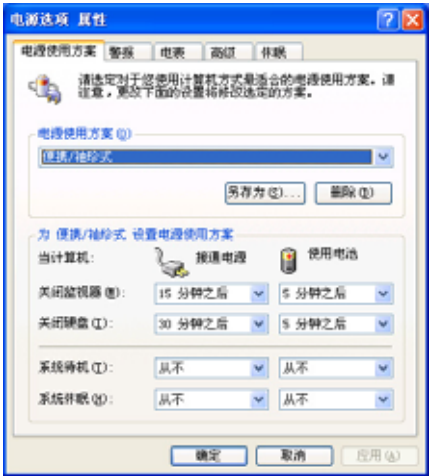 电源选项 属性
电源使用方案 警报 电表 高级 休眠
请选定对于您使用计算机方式最适合的电源使用方案。请
注意，更改下面的设置将修改选定的方案。
电源使用方案(U)
便携/袖珍式
另存为(S)... 删除(D)
为 便携/袖珍式 设置电源使用方案
当计算机: 接通电源 使用电池
关闭监视器(M): 15 分钟之后 5 分钟之后
关闭硬盘(I): 30 分钟之后 5 分钟之后
系统待机(T): 从不 从不
系统休眠(H): 从不 从不
确定 取消 应用(A)